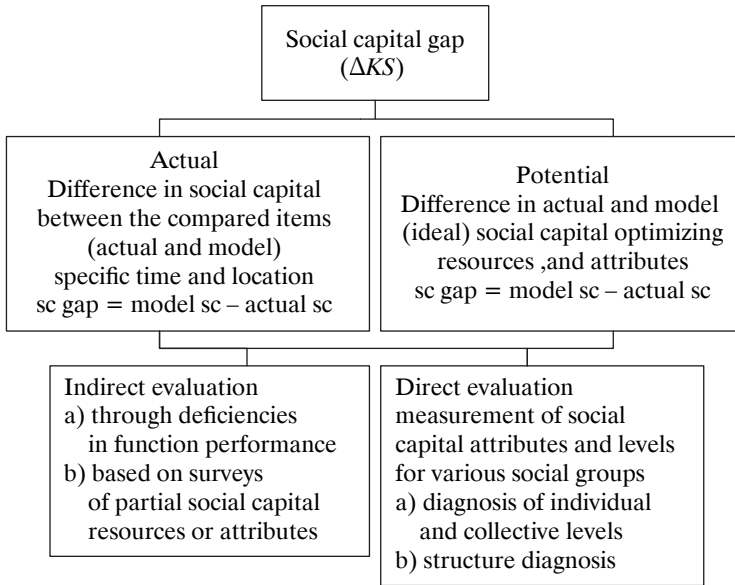 Social capital gap
(ΔKS)
Actual
Difference in social capital
between the compared items
(actual and model)
specific time and location
sc gap = model sc – actual sc
Potential
Difference in actual and model
(ideal) social capital optimizing
resources ,and attributes
sc gap = model sc – actual sc
Indirect evaluation
a) through deficiencies
in function performance
b) based on surveys
of partial social capital
resources or attributes
Direct evaluation
measurement of social
capital attributes and levels
for various social groups
a) diagnosis of individual
and collective levels
b) structure diagnosis